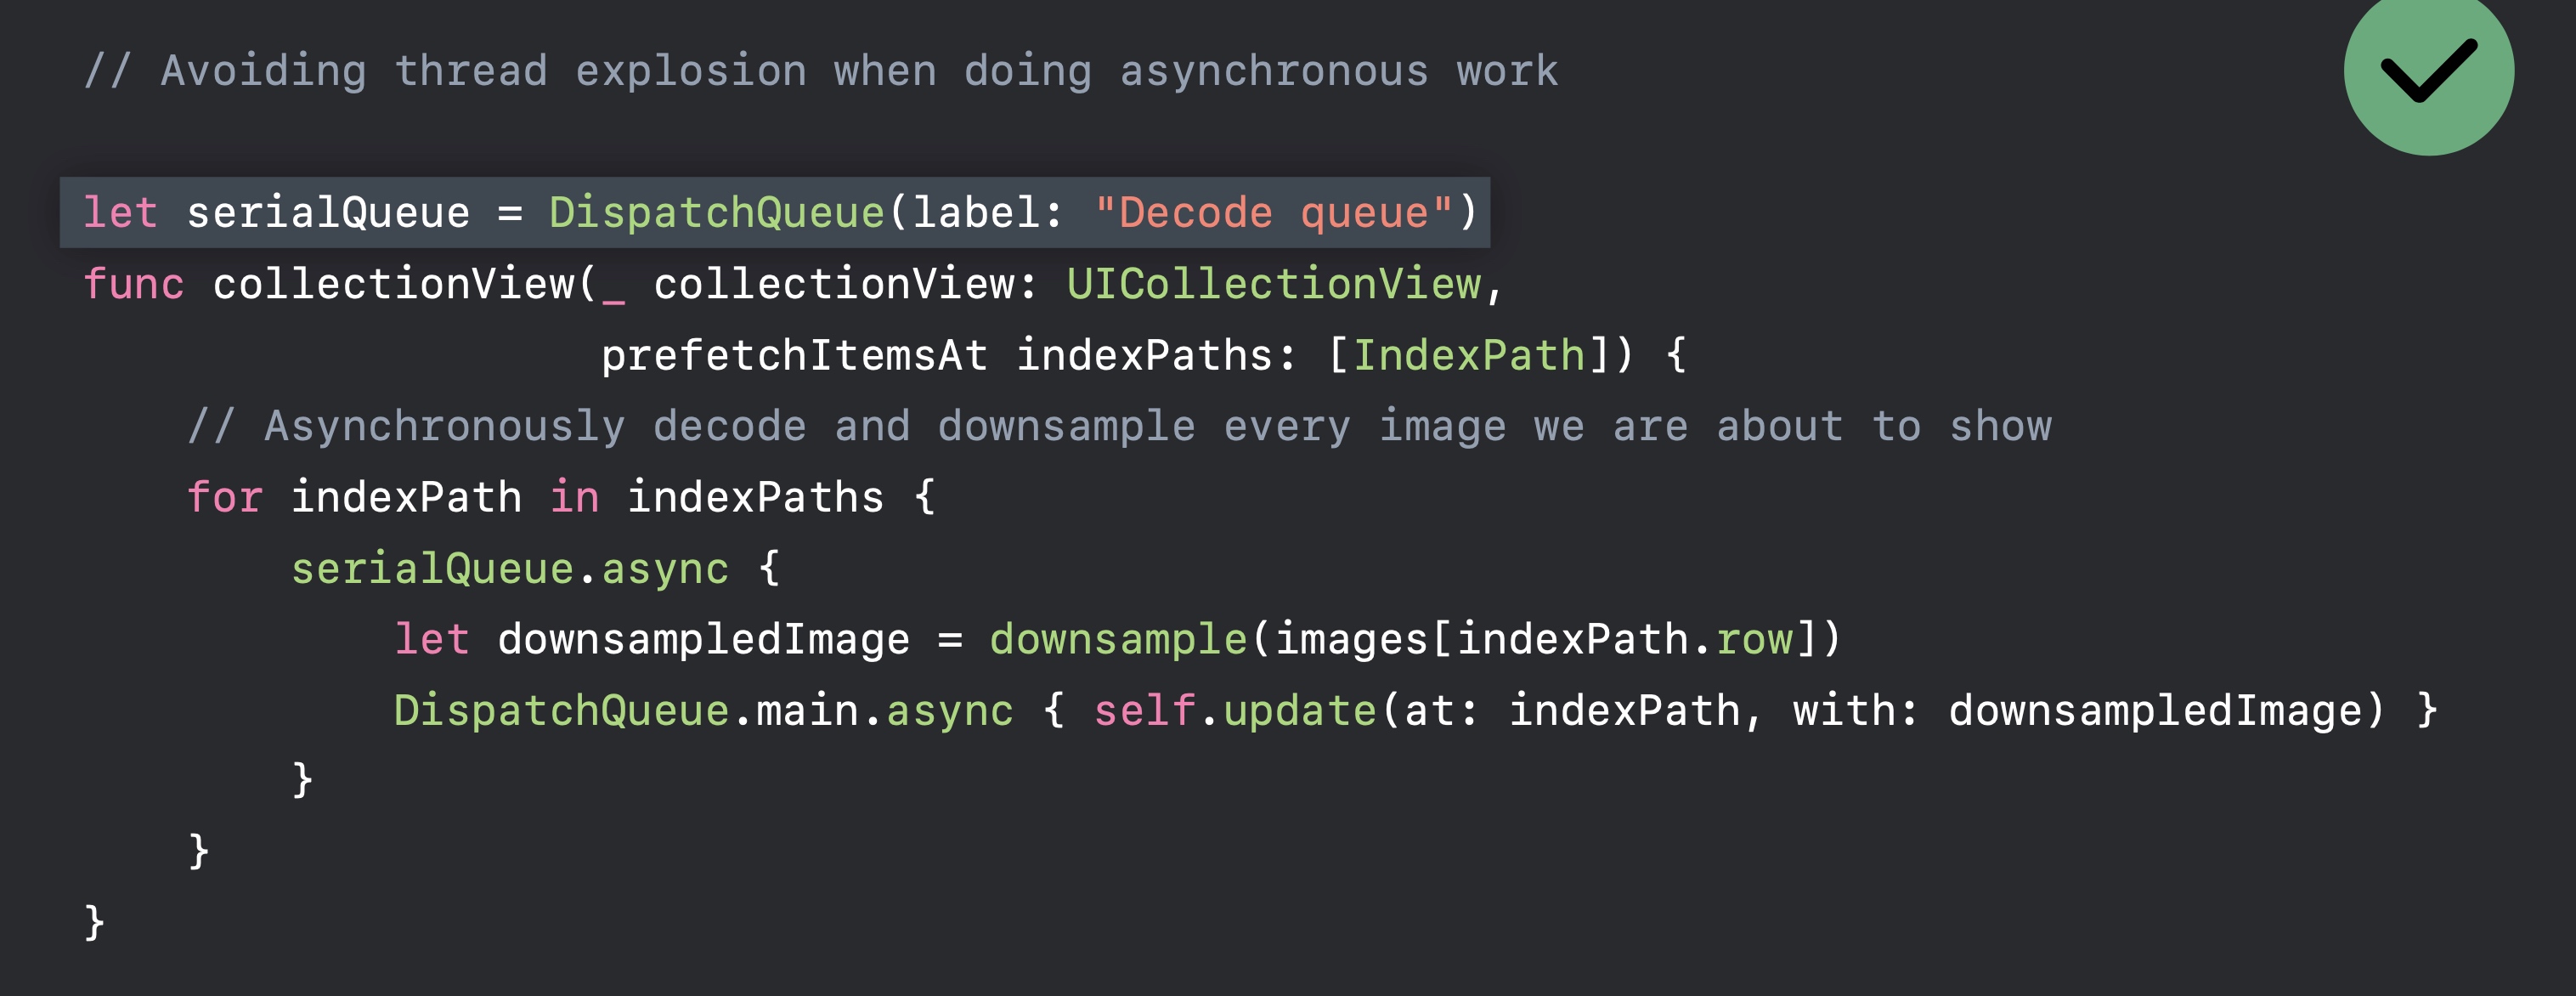 // Avoiding thread explosion when doing asynchronous work
let serialQueue = DispatchQueue(label: "Decode queue")
func collectionView(_ collectionView: UICollectionView,
                    prefetchItemsAt indexPaths: [IndexPath]) {
    // Asynchronously decode and downsample every image we are about to show
    for indexPath in indexPaths {
        serialQueue.async {
            let downsampledImage = downsample(images[indexPath.row])
            DispatchQueue.main.async { self.update(at: indexPath, with: downsampledImage) }
        }
    }
}